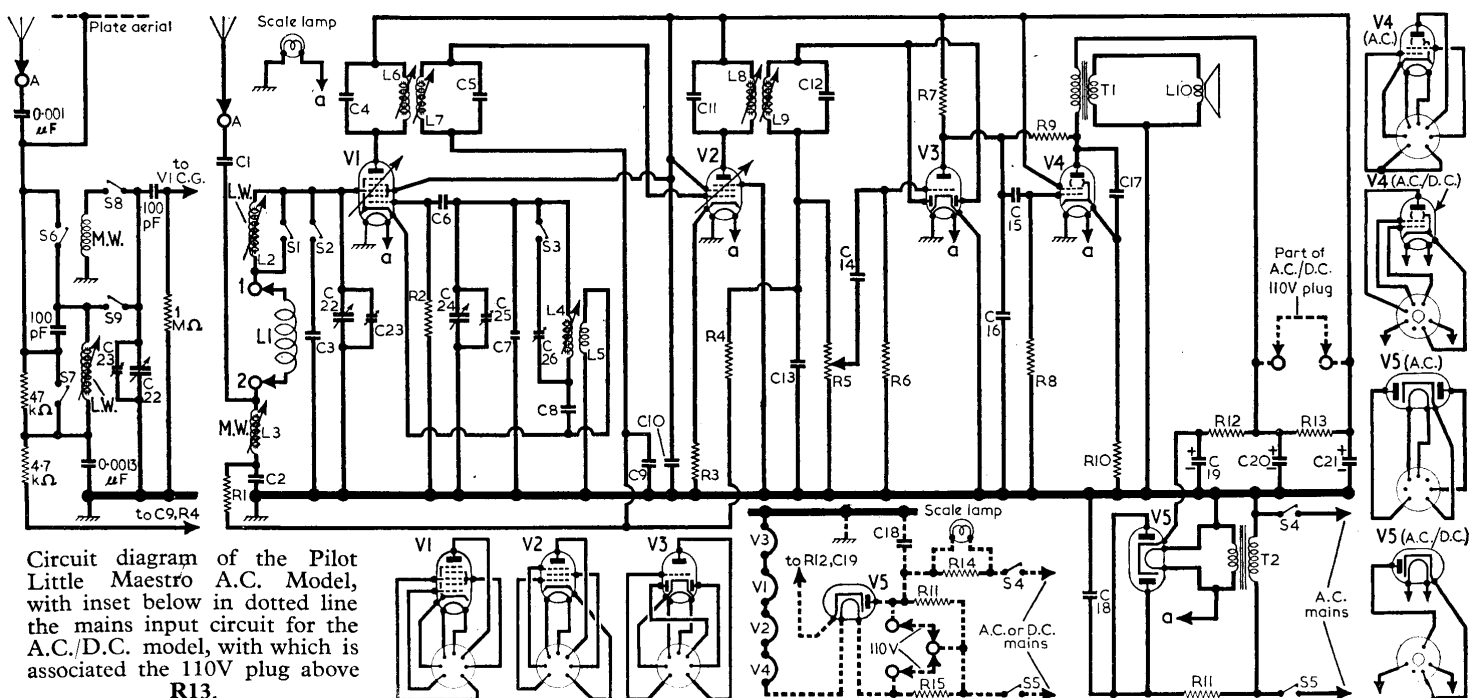 Plate aerial
A
0·001
µF
to
V1 C.G.
S8
100
pF
S6
M.W.
S9
1
MΩ
100
pF
C
23
C
22
S7
L.W.
47
kΩ
4·7
kΩ
0·0013
µF
to C9,R4
Scale lamp
a
A
C1
L.W.
L2
S1
S2
1
L1
2
M.W.
L3
C2
R1
C3
C
22
C23
C4
L6
L7
C5
V1
a
C6
R2
C
24
C
25
C7
S3
C
26
L4
L5
C8
C9
C10
C11
L8
L9
C12
V2
a
R3
R4
C13
R5
C
14
R6
R7
V3
a
C
15
C
16
R8
R9
V4
a
T1
L10
C17
R10
Part of
A.C./D.C.
110V plug
R12
R13
+
–
C
19
+
–
C20
+
–
C21
V4
(A.C.)
V4 (A.C./D.C.)
V5 (A.C.)
V5 (A.C./D.C.)
Circuit diagram of the Pilot
Little Maestro A.C. Model,
with inset below in dotted line
the mains input circuit for the
A.C./D.C. model, with which is
associated the 110V plug above
R13.
V1
V2
V3
V3
V1
V2
V4
to R12,C19
C18
Scale lamp
R14
S4
V5
R11
110V
A.C. or D.C.
mains
R15
S5
C
18
V5
a
T2
S4
A.C.
mains
R11
S5